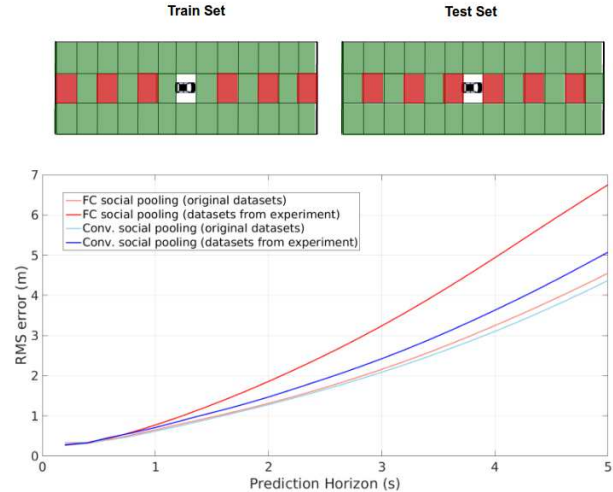 Train Set
Test Set
7
6
5
4
3
2
1
0
RMS error (m)
FC social pooling (original datasets)
FC social pooling (datasets from experiment)
Conv. social pooling (original datasets)
Conv. social pooling (datasets from experiment)
0
1
2
3
4
5
Prediction Horizon (s)